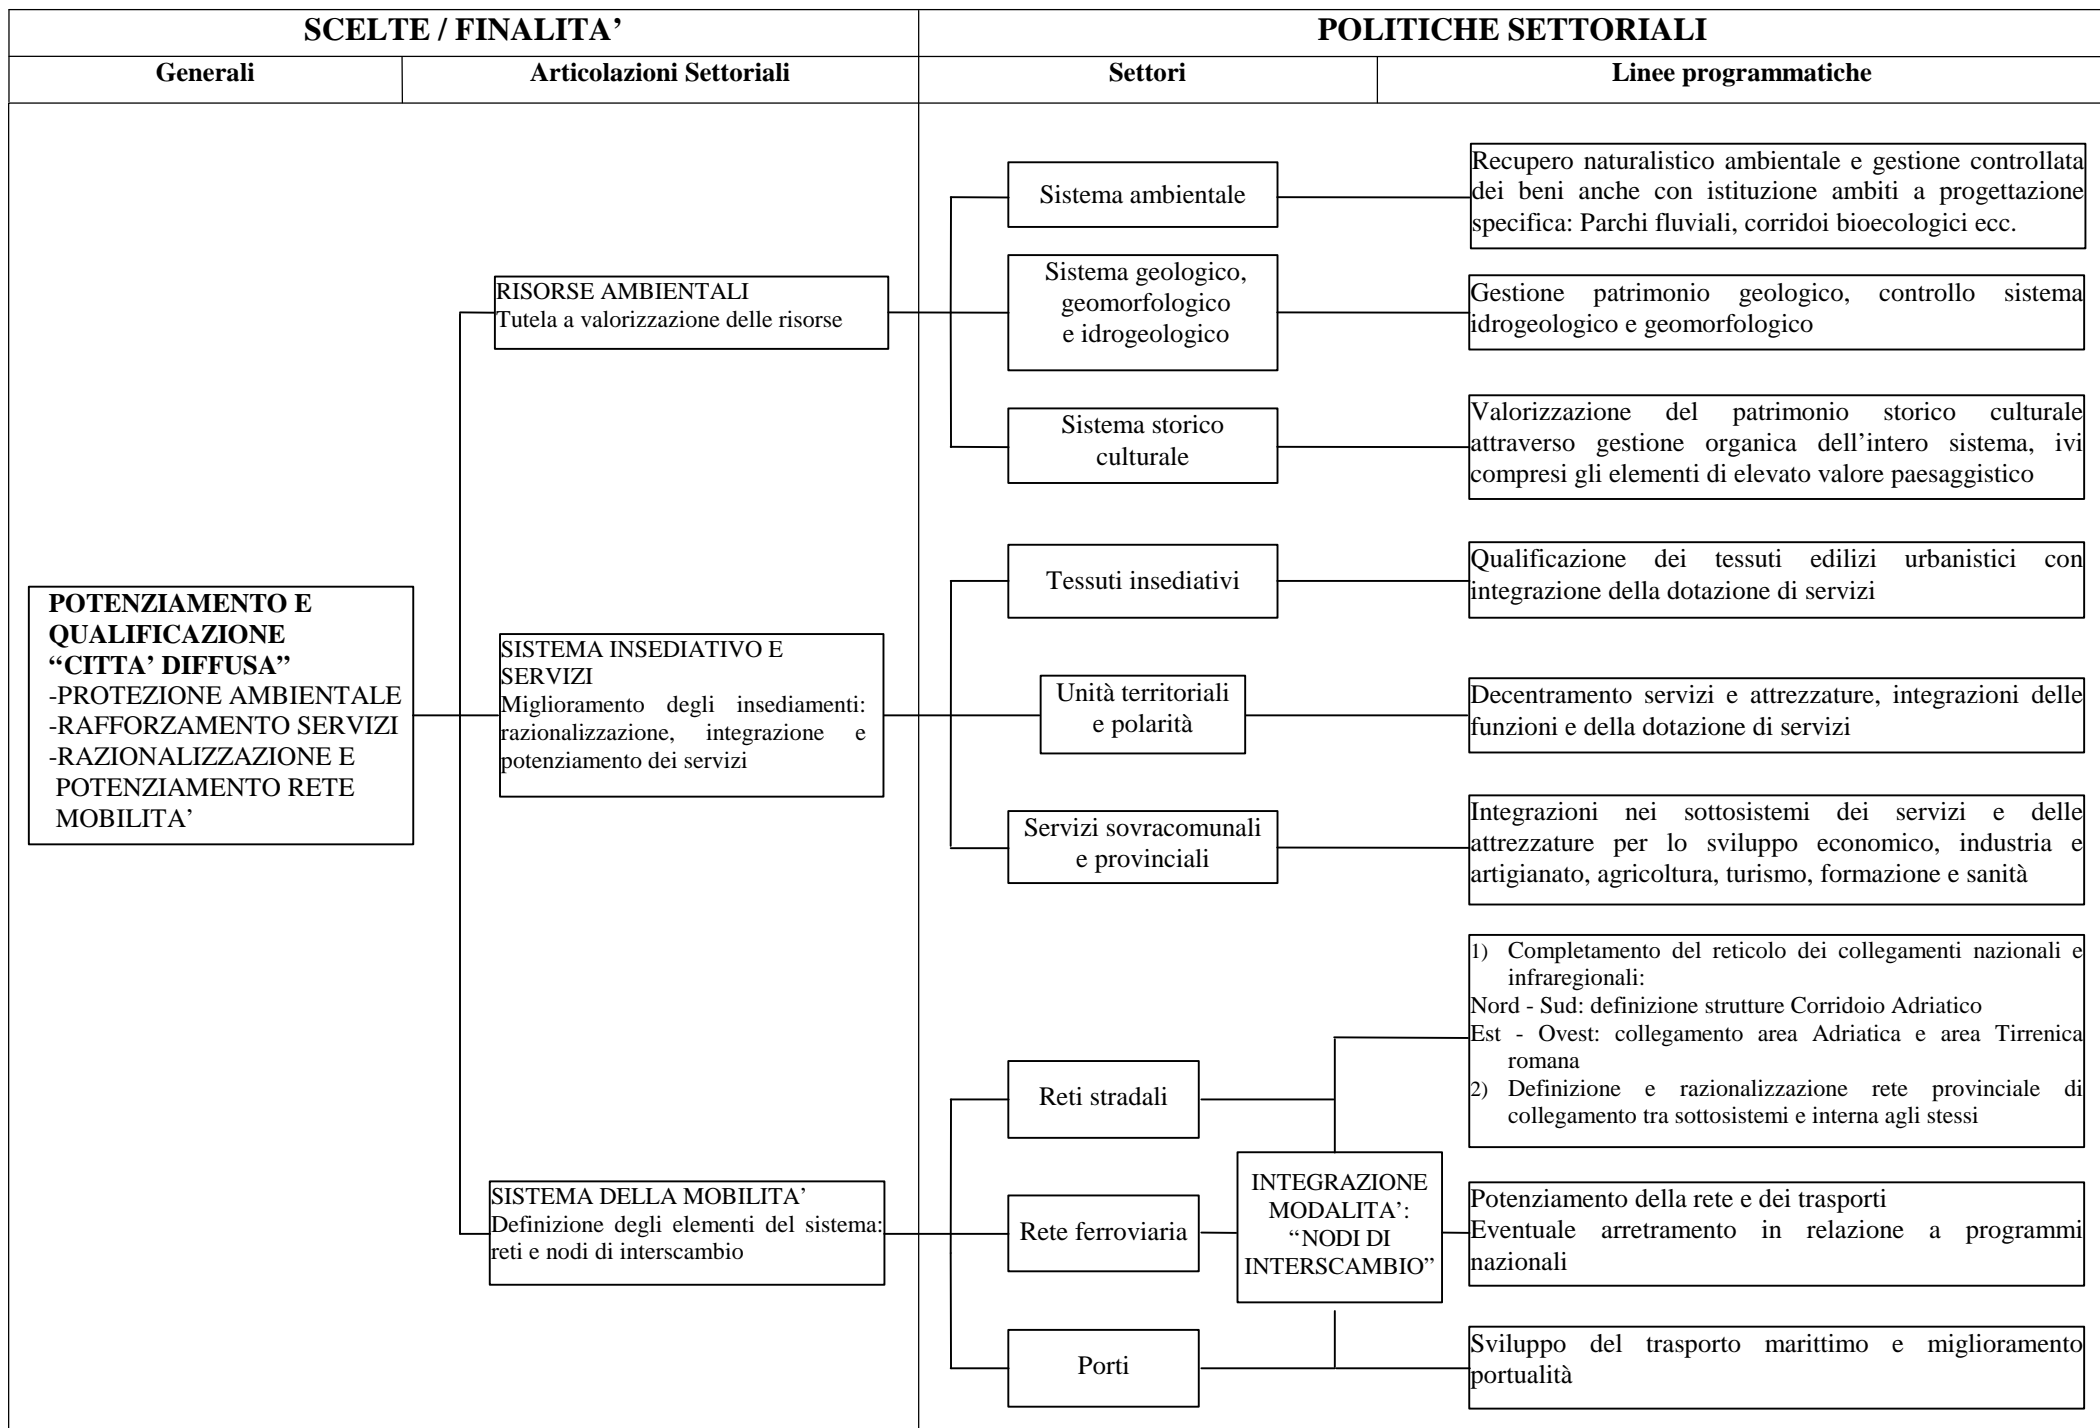 SCELTE / FINALITA’
POLITICHE SETTORIALI
Generali
Articolazioni Settoriali
Settori
Linee programmatiche
POTENZIAMENTO E
QUALIFICAZIONE
“CITTA’ DIFFUSA”
-PROTEZIONE AMBIENTALE
-RAFFORZAMENTO SERVIZI
-RAZIONALIZZAZIONE E
POTENZIAMENTO RETE
MOBILITA’
RISORSE AMBIENTALI
Tutela a valorizzazione delle risorse
Sistema ambientale
Recupero naturalistico ambientale e gestione controllata
dei beni anche con istituzione ambiti a progettazione
specifica: Parchi fluviali, corridoi bioecologici ecc.
Sistema geologico,
geomorfologico
e idrogeologico
Gestione patrimonio geologico, controllo sistema
idrogeologico e geomorfologico
Sistema storico
culturale
Valorizzazione del patrimonio storico culturale
attraverso gestione organica dell’intero sistema, ivi
compresi gli elementi di elevato valore paesaggistico
SISTEMA INSEDIATIVO E
SERVIZI
Miglioramento degli insediamenti:
razionalizzazione, integrazione e
potenziamento dei servizi
Tessuti insediativi
Qualificazione dei tessuti edilizi urbanistici con
integrazione della dotazione di servizi
Unità territoriali
e polarità
Decentramento servizi e attrezzature, integrazioni delle
funzioni e della dotazione di servizi
Servizi sovracomunali
e provinciali
Integrazioni nei sottosistemi dei servizi e delle
attrezzature per lo sviluppo economico, industria e
artigianato, agricoltura, turismo, formazione e sanità
SISTEMA DELLA MOBILITA’
Definizione degli elementi del sistema:
reti e nodi di interscambio
Reti stradali
1) Completamento del reticolo dei collegamenti nazionali e
infraregionali:
Nord - Sud: definizione strutture Corridoio Adriatico
Est - Ovest: collegamento area Adriatica e area Tirrenica
romana
2) Definizione e razionalizzazione rete provinciale di
collegamento tra sottosistemi e interna agli stessi
Rete ferroviaria
INTEGRAZIONE
MODALITA’:
“NODI DI
INTERSCAMBIO”
Potenziamento della rete e dei trasporti
Eventuale arretramento in relazione a programmi
nazionali
Porti
Sviluppo del trasporto marittimo e miglioramento
portualità